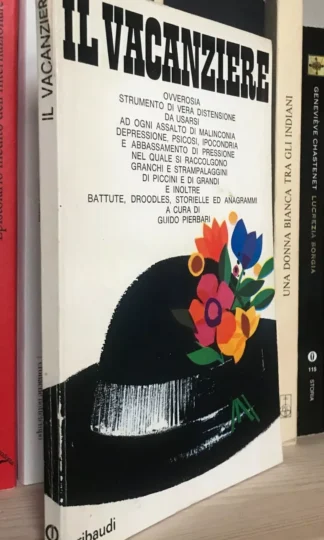 IL VACANZIERE
OVVEROSIA
STRUMENTO DI VERA DISTENSIONE
DA USARSI
AD OGNI ASSALTO DI MALINCONIA
DEPRESSIONE, PSICOSI, IPOCONDRIA
E ABBASSAMENTO DI PRESSIONE
NEL QUALE SI RACCOLGONO
GRANCHI E STRAMPALAGGINI
DI PICCINI E DI GRANDI
E INOLTRE
BATTUTE, DROODLES, STORIELLE ED ANAGRAMMI
A CURA DI
GUIDO PIERBARI
IL VACANZIERE
ribaudi
UNA DONNA BIANCA TRA GLI INDIANI
GENEVIÈVE CHASTENET LUCREZIA BORGIA
118
STORIA